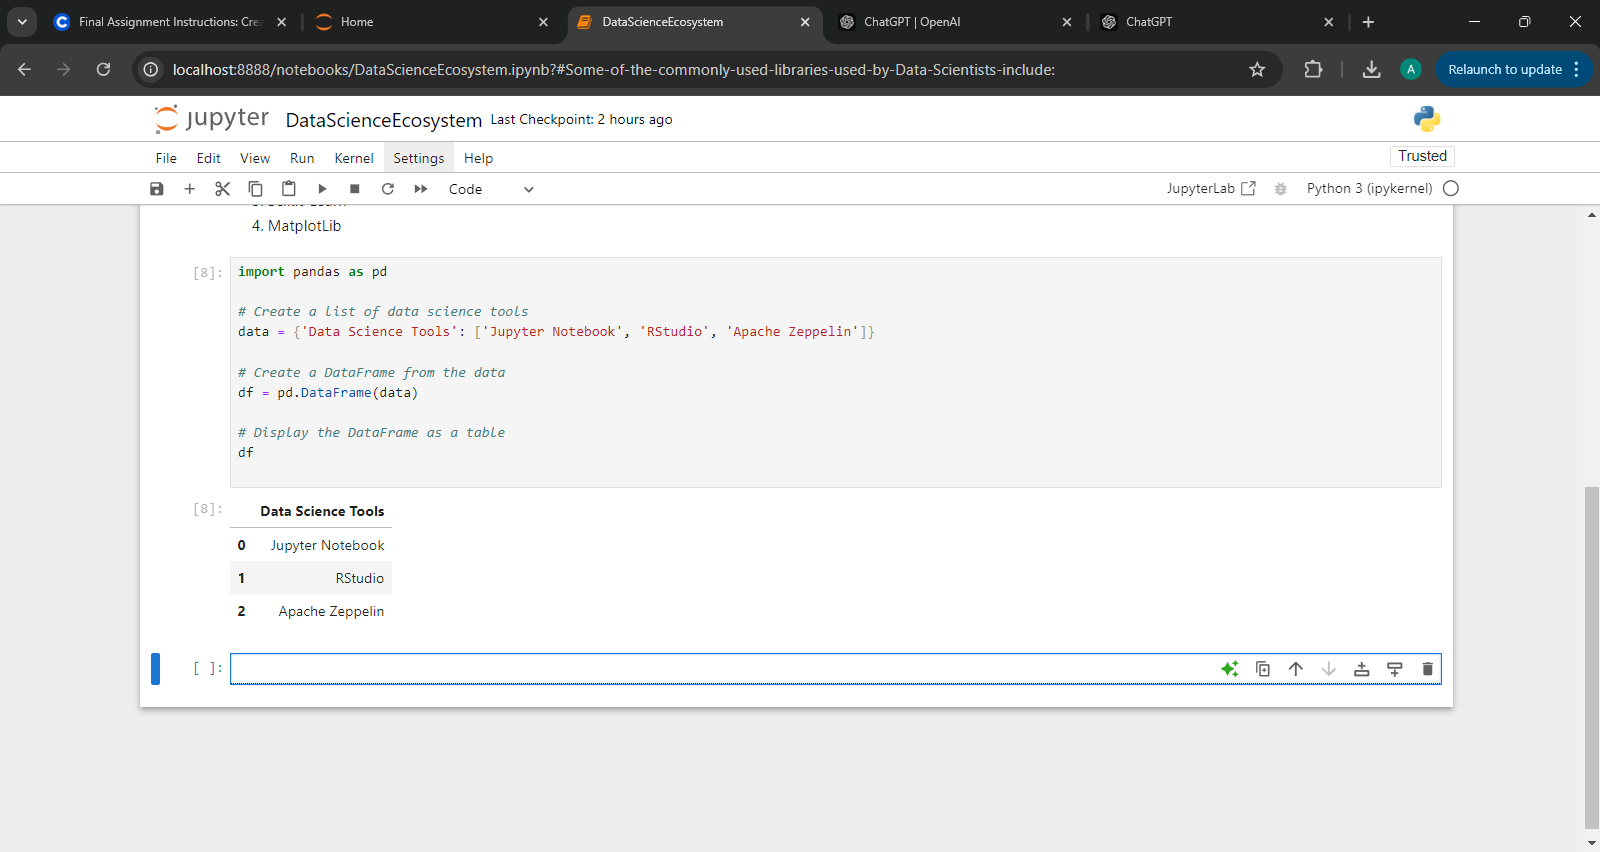 Final Assignment Instructions: Cre
Home
DataScienceEcosystem
ChatGPT | OpenAI
ChatGPT
localhost:8888/notebooks/DataScienceEcosystem.ipynb?#Some-of-the-commonly-used-libraries-used-by-Data-Scientists-include:
A
Relaunch to update
jupyter DataScienceEcosystem Last Checkpoint: 2 hours ago
File Edit View Run Kernel Settings Help
Trusted
Code
JupyterLab
Python 3 (ipykernel)
4. MatplotLib
[8]:
import pandas as pd
# Create a list of data science tools
data = {'Data Science Tools': ['Jupyter Notebook', 'RStudio', 'Apache Zeppelin']}
# Create a DataFrame from the data
df = pd.DataFrame(data)
# Display the DataFrame as a table
df
[8]:
Data Science Tools
0 Jupyter Notebook
1 RStudio
2 Apache Zeppelin
[ ]: